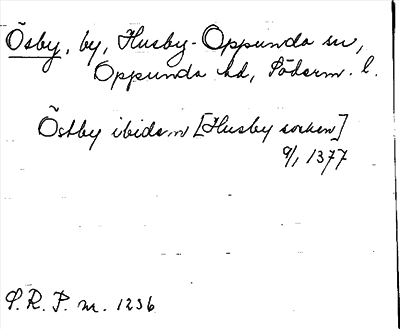 Ösby, by, Husby-Oppunda sn,
Oppunda hd, Söderm. l.
Östby ibidem [Husby socken]
9/1 1377
S. R. P. nr. 1236